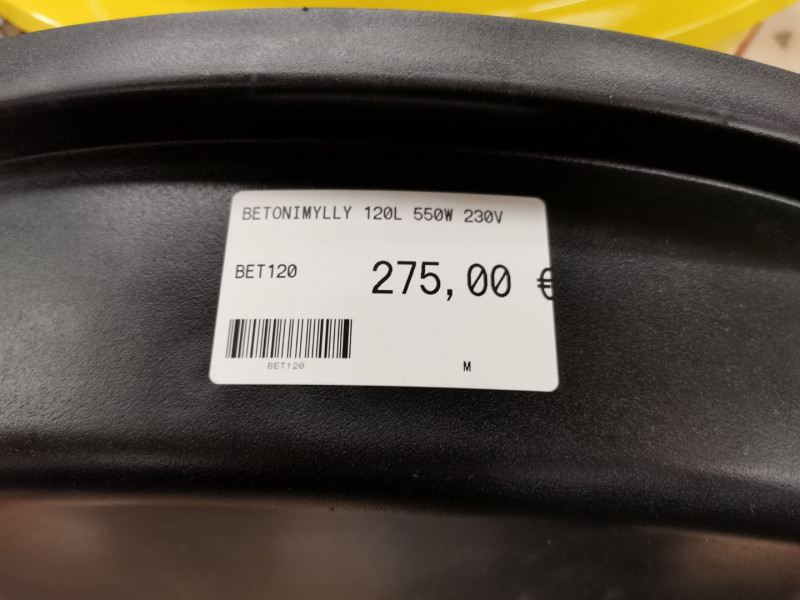 BETONIMYLLY 120L 550W 230V
BET120 275,00 €
BET120
M